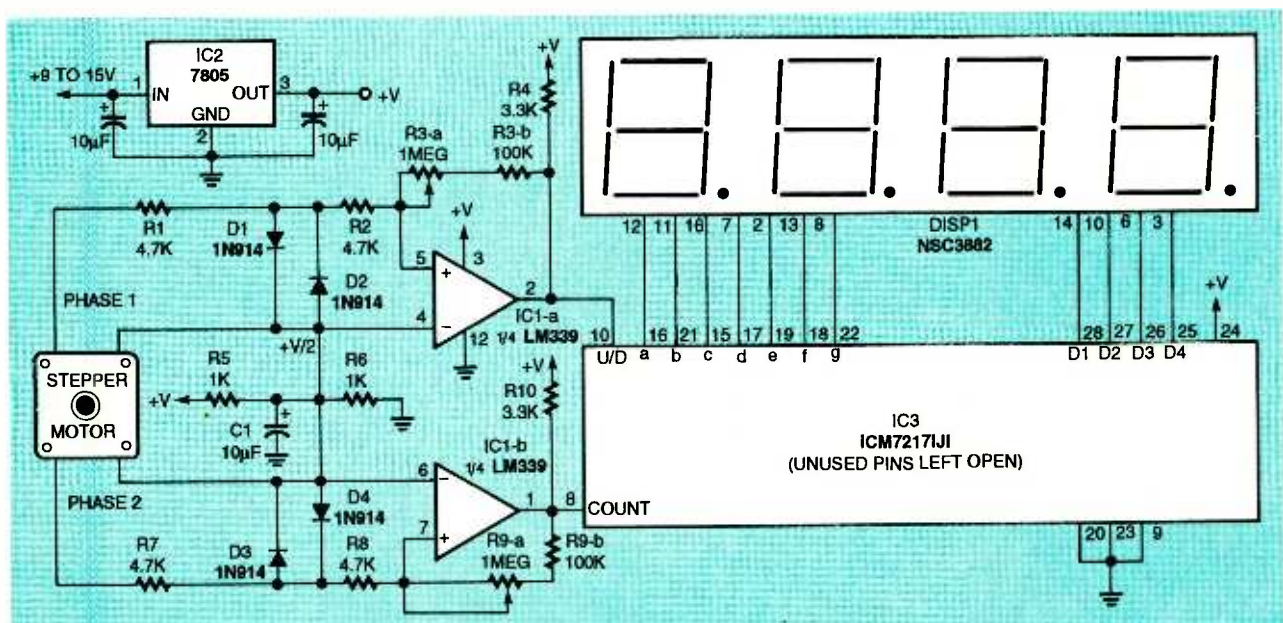 IC2
7805
+9 TO 15V
1
IN
OUT
3
+V
GND
2
+
10µF
+
10µF
+V
R4
3.3K
R3-a
1MEG
R3-b
100K
R1
4.7K
D1
1N914
R2
4.7K
+V
3
5
+
D2
1N914
2
4
-
12
IC1-a
1/4 LM339
PHASE 1
+V/2
STEPPER
MOTOR
R5
1K
R6
1K
+V
+
C1
10µF
+V
R10
3.3K
IC1-b
1/4 LM339
6
-
1
7
+
PHASE 2
D4
1N914
R7
4.7K
D3
1N914
R8
4.7K
R9-a
1MEG
R9-b
100K
12 11 16 7 2 13 8
DISP1
NSC3882
14 10 6 3
10 16 21 15 17 19 18 22
28 27 26 25 24
U/D a b c d e f g
D1 D2 D3 D4
IC3
ICM7217IJI
(UNUSED PINS LEFT OPEN)
8
COUNT
20 23 9